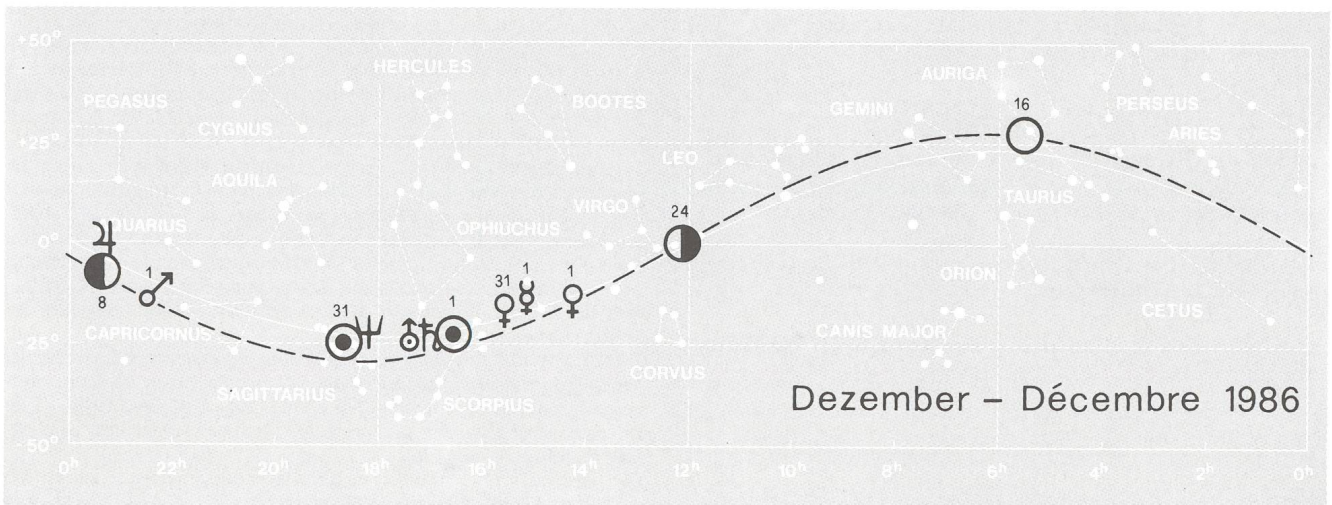 +50°
HERCULES
AURIGA
PEGASUS
BOOTES
GEMINI
16
PERSEUS
CYGNUS
ARIES
+25°
LEO
AQUILA
TAURUS
VIRGO
24
AQUARIUS
OPHIUCHUS
0°
1
31
1
1
ORION
8
31
1
CETUS
CAPRICORNUS
CANIS MAJOR
-25°
CORVUS
SAGITTARIUS
SCORPIUS
Dezember – Décembre 1986
-50°
0h 22h 20h 18h 16h 14h 12h 10h 8h 6h 4h 2h 0h